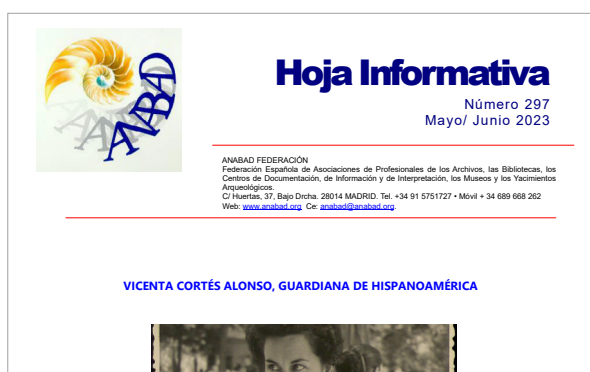 ANABAD
Hoja Informativa
Número 297
Mayo/ Junio 2023
ANABAD FEDERACIÓN
Federación Española de Asociaciones de Profesionales de los Archivos, las Bibliotecas, los
Centros de Documentación, de Información y de Interpretación, los Museos y los Yacimientos
Arqueológicos.
C/ Huertas, 37, Bajo Drcha. 28014 MADRID. Tel. +34 91 5751727 • Móvil + 34 689 668 262
Web: www.anabad.org Ce: anabad@anabad.org.
VICENTA CORTÉS ALONSO, GUARDIANA DE HISPANOAMÉRICA